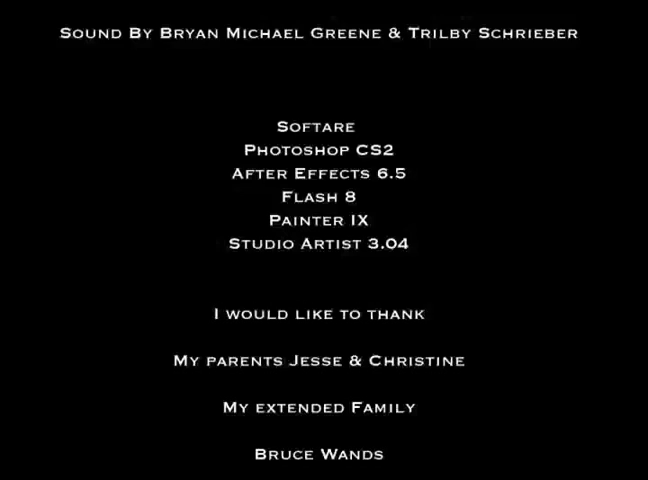 Sound By Bryan Michael Greene & Trilby Schrieber
Softare
Photoshop CS2
After Effects 6.5
Flash 8
Painter IX
Studio Artist 3.04
I would like to thank
My parents Jesse & Christine
My extended Family
Bruce Wands